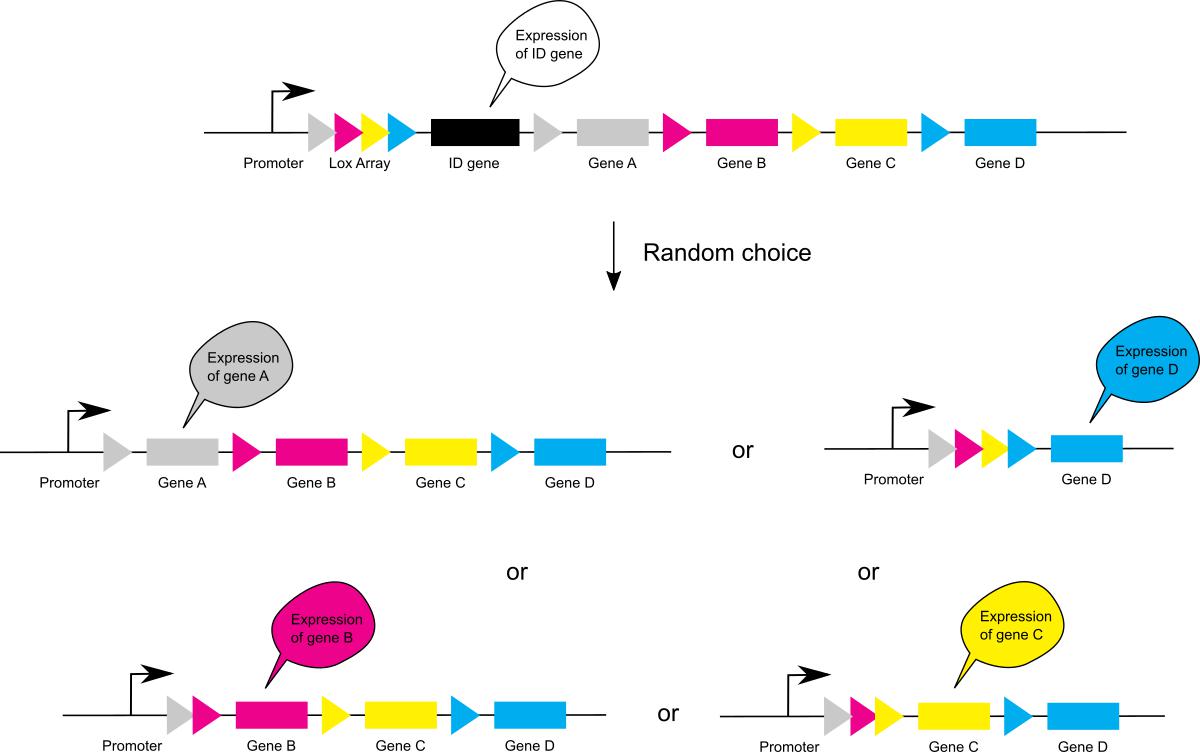 Expression
of ID gene
Promoter Lox Array ID gene Gene A Gene B Gene C Gene D
Random choice
Expression
of gene A
Expression
of gene D
or
Promoter Gene A Gene B Gene C Gene D
Promoter Gene D
or or
Expression
of gene B
Expression
of gene C
or
Promoter Gene B Gene C Gene D
Promoter Gene C Gene D